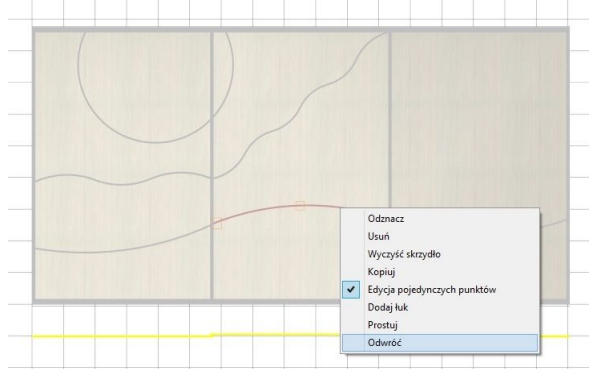 Odznacz
Usuń
Wyczyść skrzydło
Kopiuj
Edycja pojedynczych punktów
Dodaj łuk
Prostuj
Odwróć